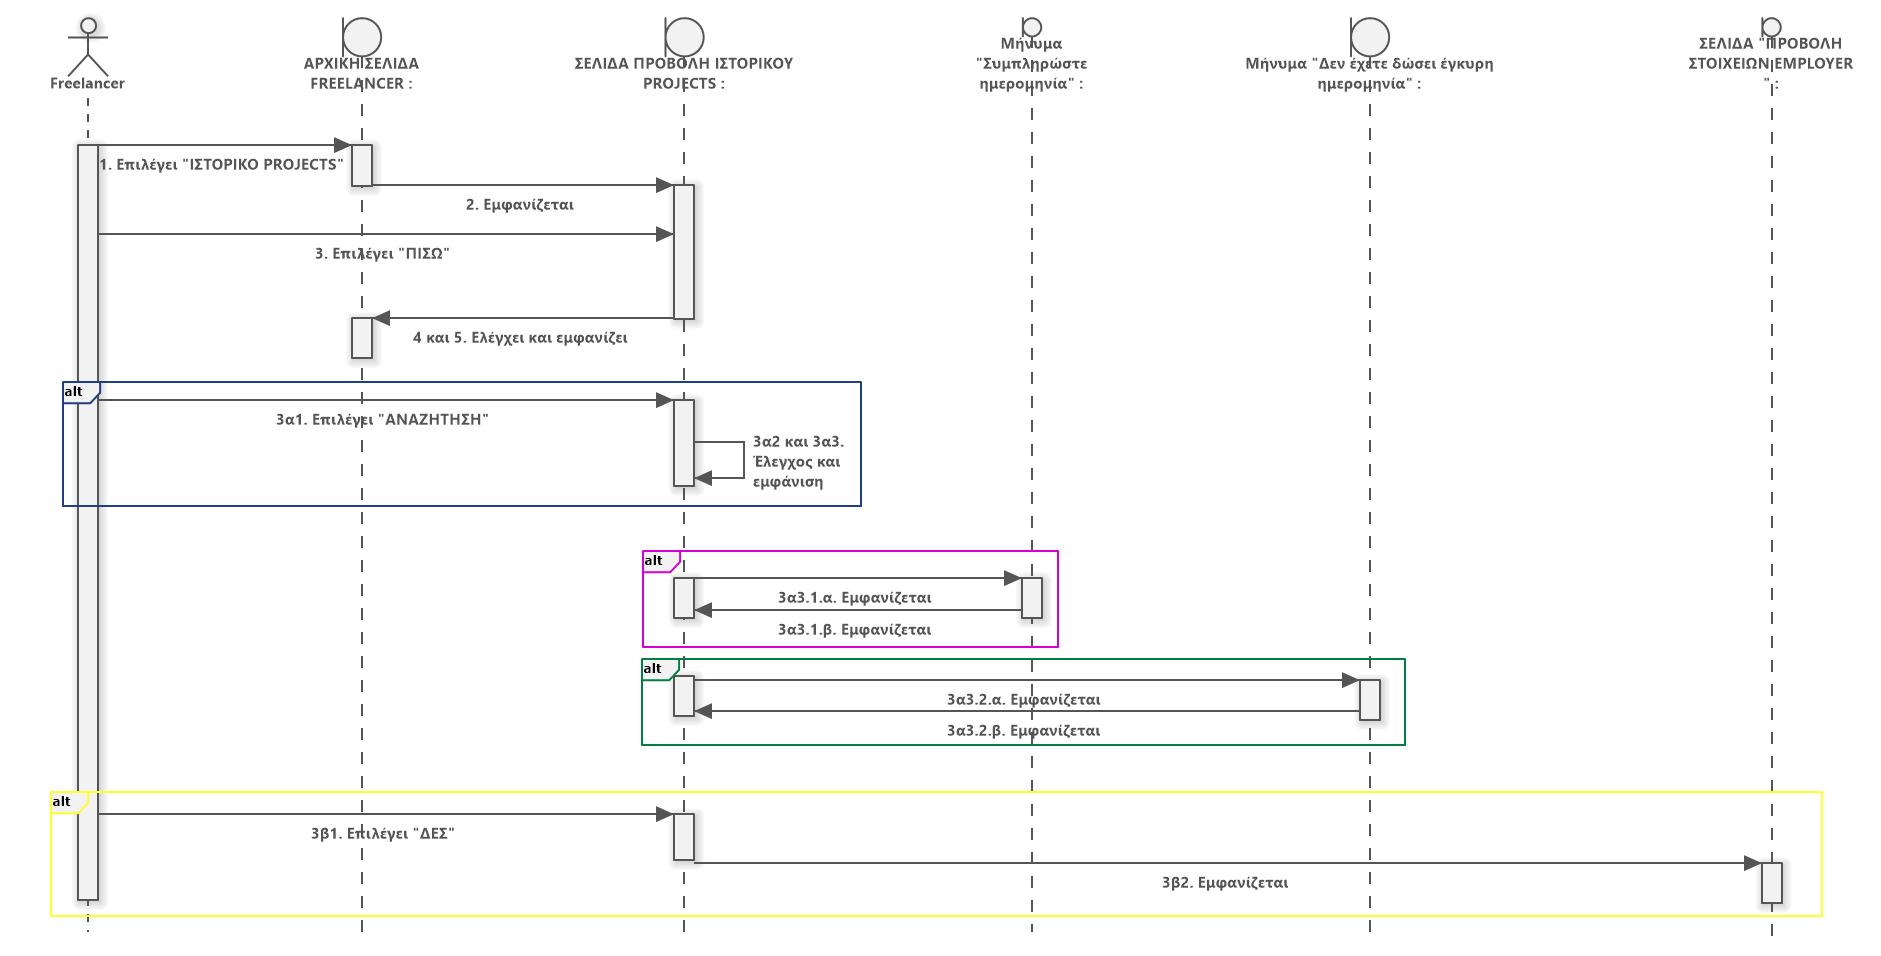 Freelancer
ΑΡΧΙΚΗ ΣΕΛΙΔΑ
FREELANCER :
ΣΕΛΙΔΑ ΠΡΟΒΟΛΗ ΙΣΤΟΡΙΚΟΥ
PROJECTS :
Μήνυμα
"Συμπληρώστε
ημερομηνία" :
Μήνυμα "Δεν έχετε δώσει έγκυρη
ημερομηνία" :
ΣΕΛΙΔΑ "ΠΡΟΒΟΛΗ
ΣΤΟΙΧΕΙΩΝ EMPLOYER
" :
1. Επιλέγει "ΙΣΤΟΡΙΚΟ PROJECTS"
2. Εμφανίζεται
3. Επιλέγει "ΠΙΣΩ"
4 και 5. Ελέγχει και εμφανίζει
alt
3α1. Επιλέγει "ΑΝΑΖΗΤΗΣΗ"
3α2 και 3α3.
Έλεγχος και
εμφάνιση
alt
3α3.1.α. Εμφανίζεται
3α3.1.β. Εμφανίζεται
alt
3α3.2.α. Εμφανίζεται
3α3.2.β. Εμφανίζεται
alt
3β1. Επιλέγει "ΔΕΣ"
3β2. Εμφανίζεται